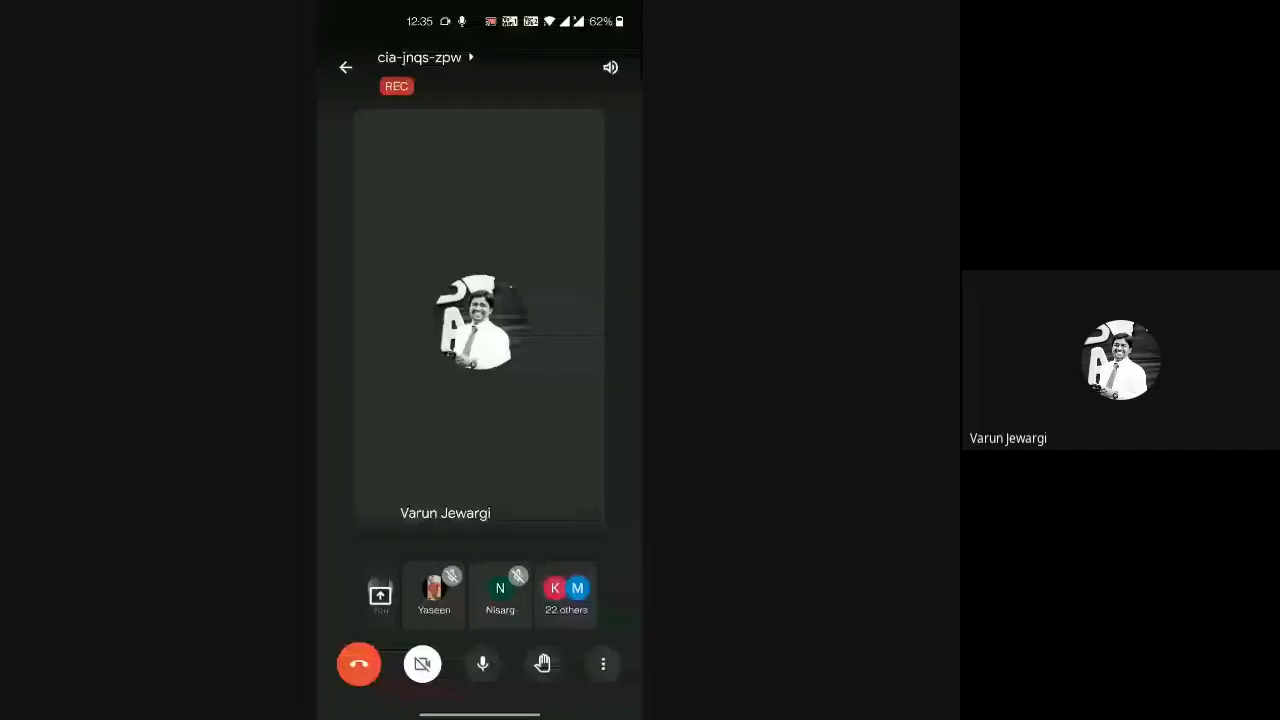 12:35
62%
cia-jnqs-zpw
REC
Varun Jewargi
Yaseen
N
Nisarg
K M
22 others
Varun Jewargi